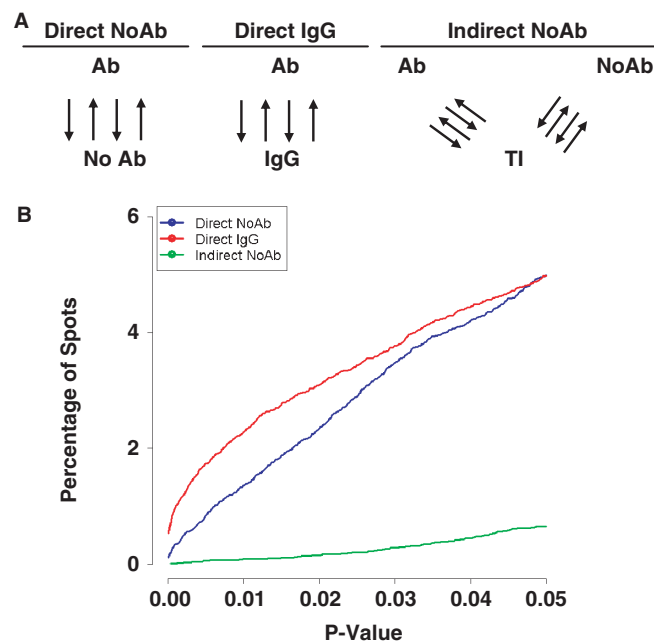 A
Direct NoAb Direct IgG Indirect NoAb
Ab Ab Ab NoAb
No Ab IgG TI
B
6
Direct NoAb
Direct IgG
Indirect NoAb
4
2
0
Percentage of Spots
0.00 0.01 0.02 0.03 0.04 0.05
P-Value